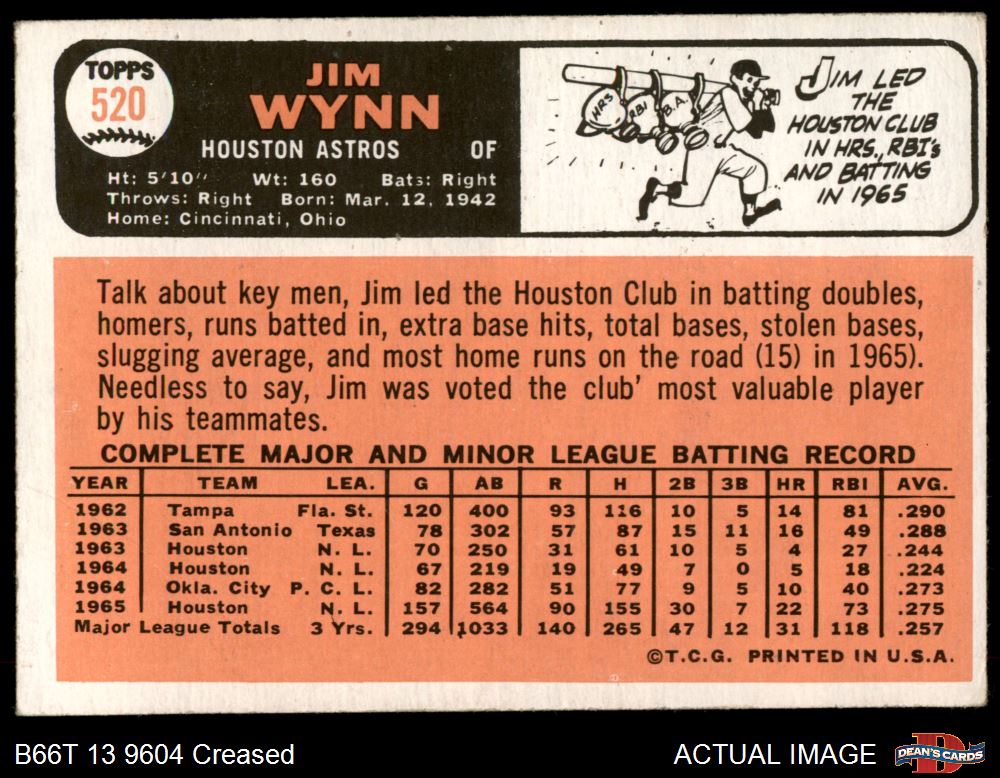 TOPPS
520
JIM
WYNN
HOUSTON ASTROS OF
Ht: 5'10" Wt: 160 Bats: Right
Throws: Right Born: Mar. 12, 1942
Home: Cincinnati, Ohio
HRS
RBI
B.A.
JIM LED
THE
HOUSTON CLUB
IN HRS., RBI's
AND BATTING
IN 1965
Talk about key men, Jim led the Houston Club in batting doubles,
homers, runs batted in, extra base hits, total bases, stolen bases,
slugging average, and most home runs on the road (15) in 1965).
Needless to say, Jim was voted the club' most valuable player
by his teammates.
COMPLETE MAJOR AND MINOR LEAGUE BATTING RECORD
YEAR TEAM LEA. G AB R H 2B 3B HR RBI AVG.
1962 Tampa Fla. St. 120 400 93 116 10 5 14 81 .290
1963 San Antonio Texas 78 302 57 87 15 11 16 49 .288
1963 Houston N. L. 70 250 31 61 10 5 4 27 .244
1964 Houston N. L. 67 219 19 49 7 0 5 18 .224
1964 Okla. City P. C. L. 82 282 51 77 9 5 10 40 .273
1965 Houston N. L. 157 564 90 155 30 7 22 73 .275
Major League Totals 3 Yrs. 294 1033 140 265 47 12 31 118 .257
©T.C.G. PRINTED IN U.S.A.
B66T 13 9604 Creased ACTUAL IMAGE
DEAN'S CARDS